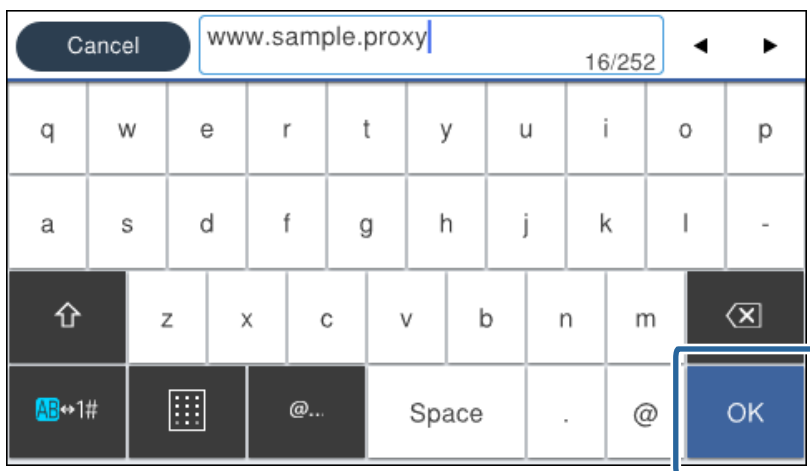 Cancel www.sample.proxy
16/252
q w e r t y u i o p
a s d f g h j k l -
z x c v b n m
AB↔1# @... Space . @ OK